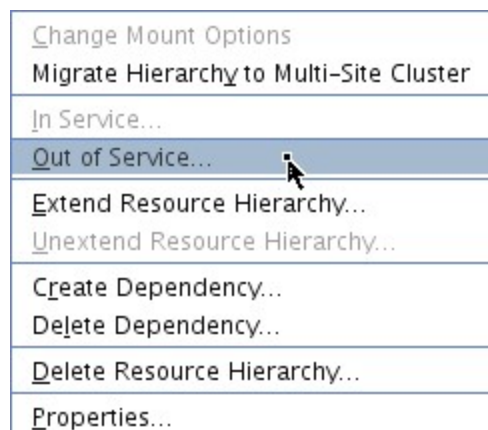 Change Mount Options
Migrate Hierarchy to Multi-Site Cluster
In Service...
Out of Service...
Extend Resource Hierarchy...
Unextend Resource Hierarchy...
Create Dependency...
Delete Dependency...
Delete Resource Hierarchy...
Properties...